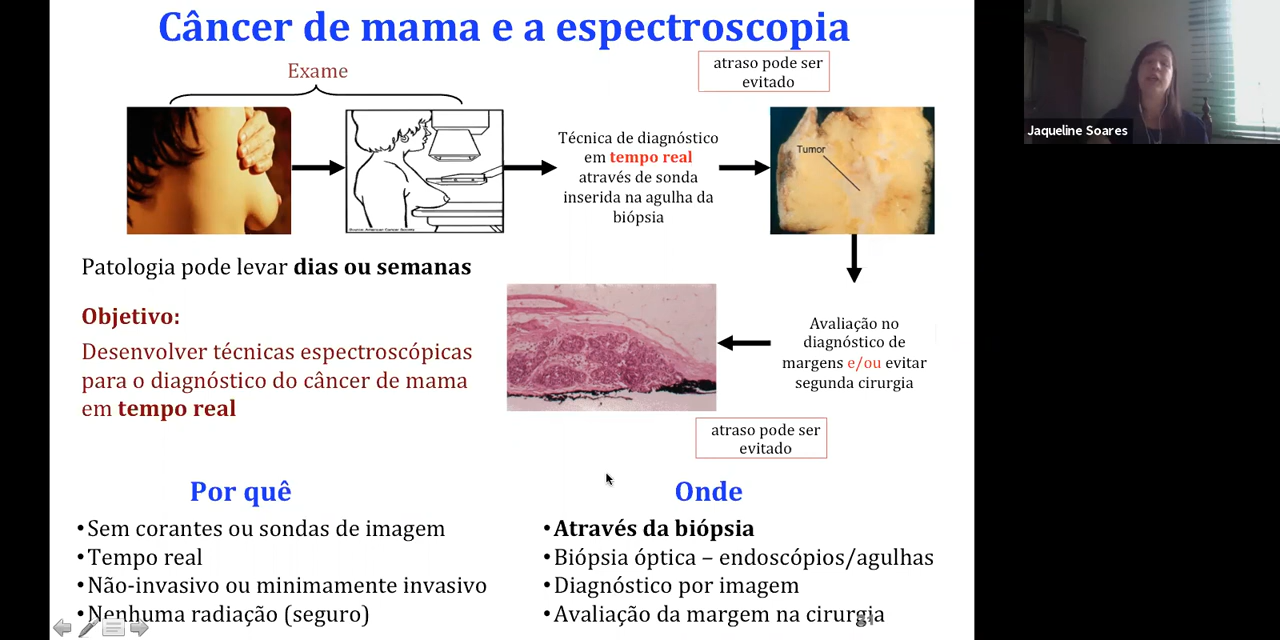 Câncer de mama e a espectroscopia
Exame
atraso pode ser
evitado
Jaqueline Soares
Técnica de diagnóstico
em tempo real
através de sonda
inserida na agulha da
biópsia
Tumor
Source: American Cancer Society
Patologia pode levar dias ou semanas
Objetivo:
Desenvolver técnicas espectroscópicas
para o diagnóstico do câncer de mama
em tempo real
Avaliação no
diagnóstico de
margens e/ou evitar
segunda cirurgia
atraso pode ser
evitado
Por quê
•Sem corantes ou sondas de imagem
•Tempo real
•Não-invasivo ou minimamente invasivo
•Nenhuma radiação (seguro)
Onde
•Através da biópsia
•Biópsia óptica – endoscópios/agulhas
•Diagnóstico por imagem
•Avaliação da margem na cirurgia